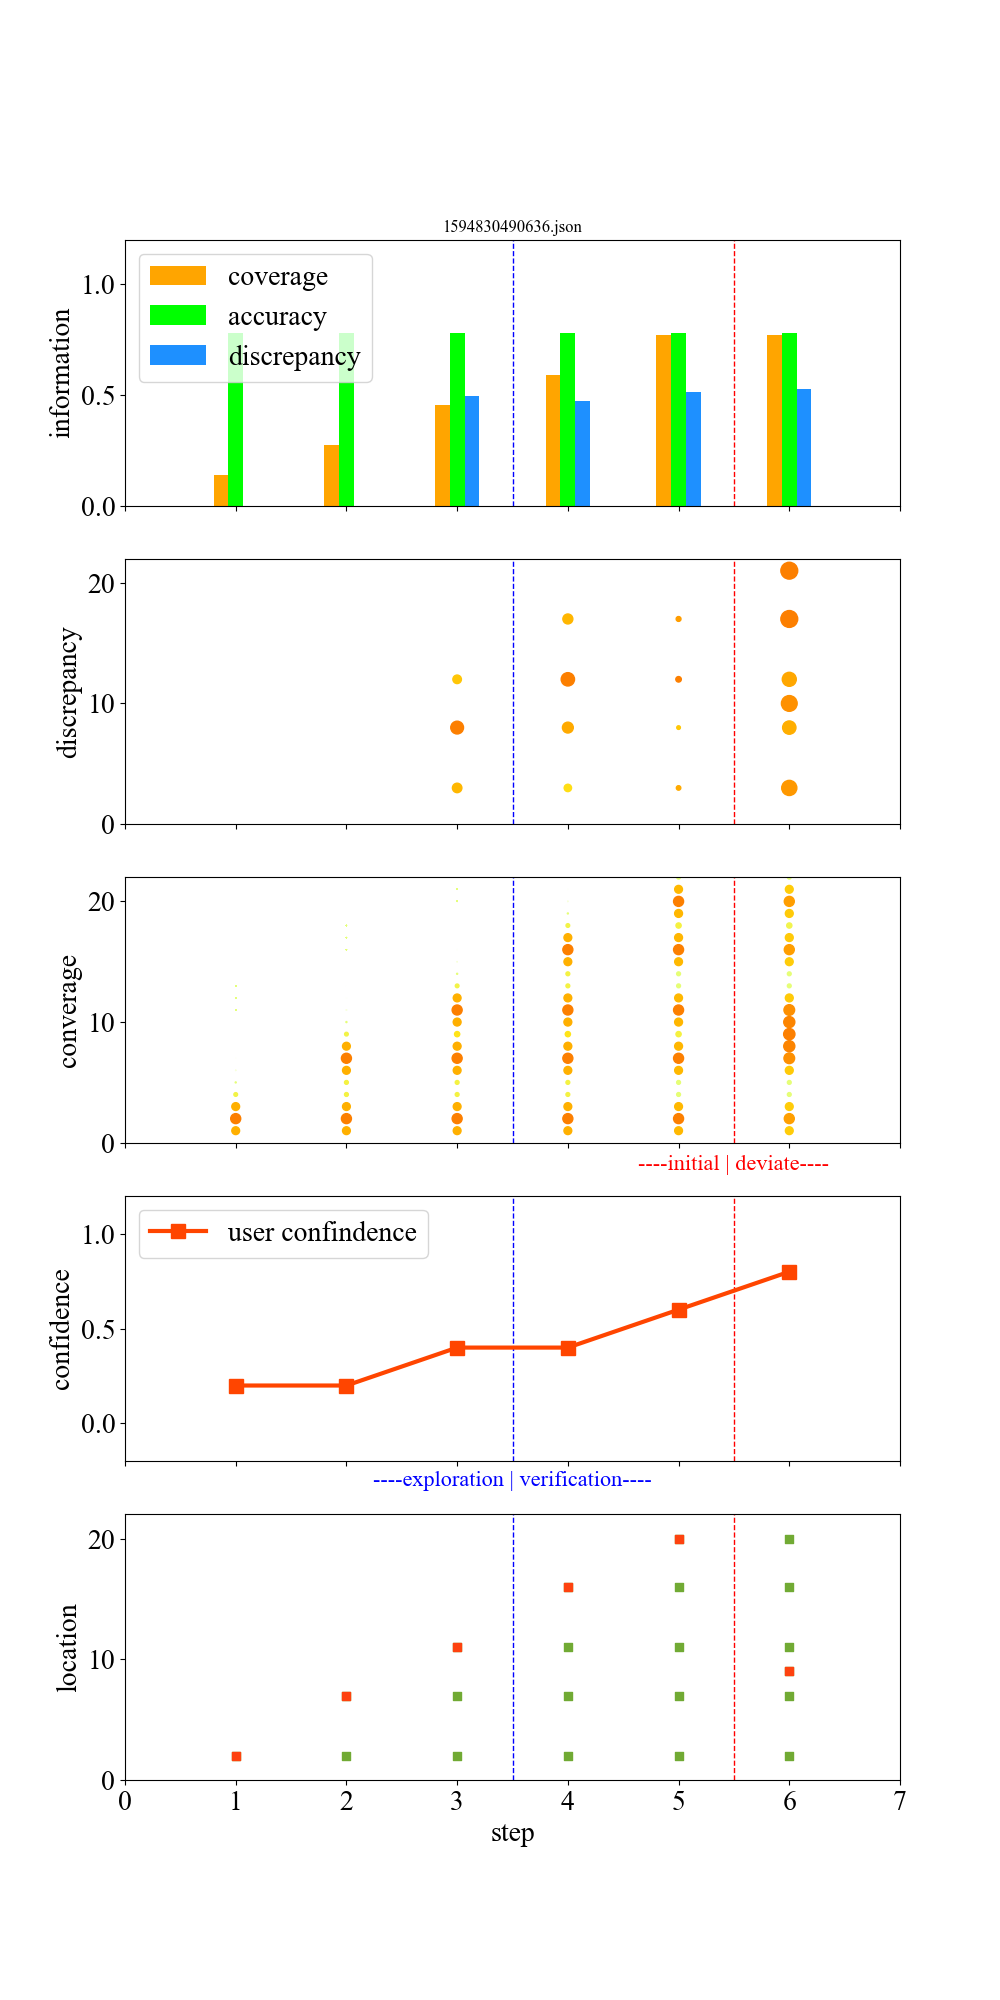 1594830490636.json
1.0
0.5
0.0
information
coverage
accuracy
discrepancy
20
10
0
discrepancy
20
10
0
converage
----initial | deviate----
1.0
0.5
0.0
confidence
user confindence
----exploration | verification----
20
10
0
location
0 1 2 3 4 5 6 7
step